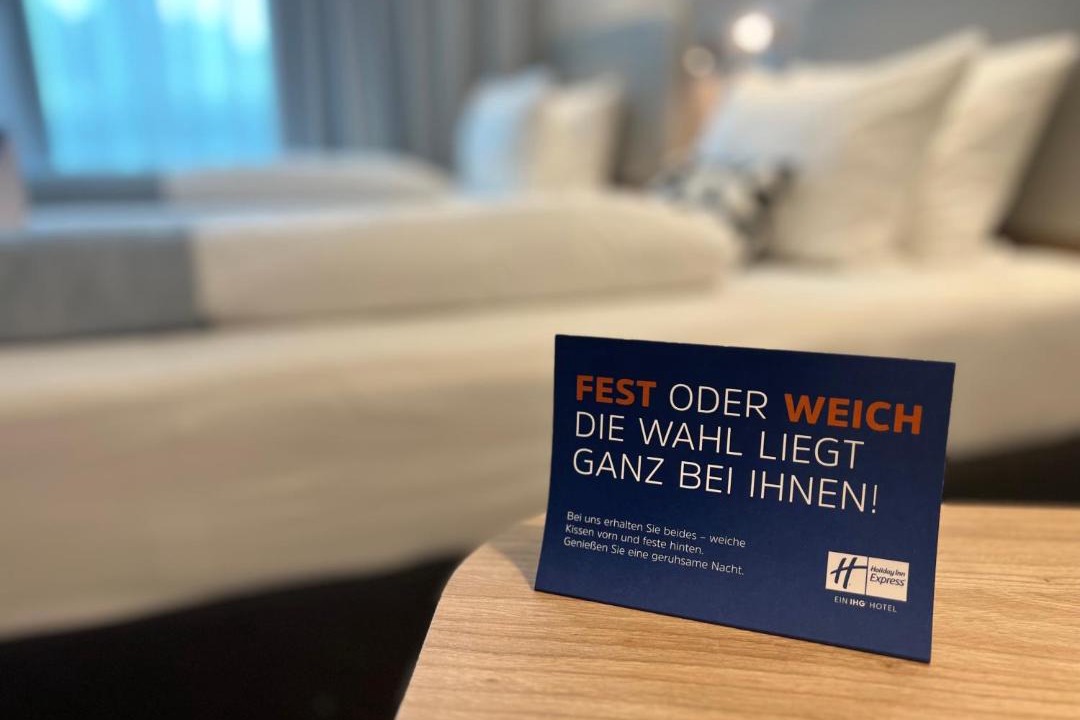 FEST ODER WEICH
DIE WAHL LIEGT
GANZ BEI IHNEN!
Bei uns erhalten Sie beides – weiche
Kissen vorn und feste hinten.
Genießen Sie eine geruhsame Nacht.
H Holiday Inn
Express
EIN IHG HOTEL